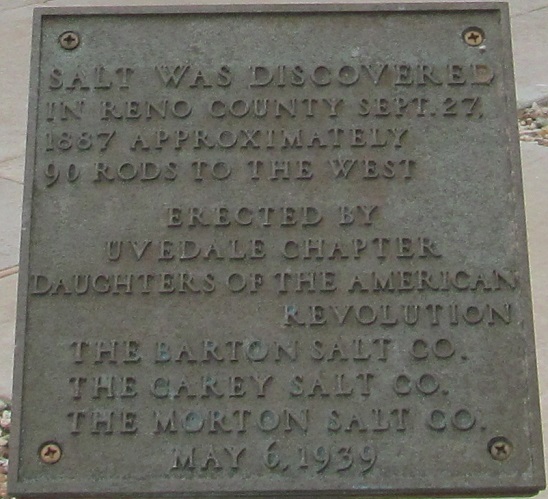 SALT WAS DISCOVERED
IN RENO COUNTY SEPT. 27,
1887 APPROXIMATELY
90 RODS TO THE WEST
ERECTED BY
UVEDALE CHAPTER
DAUGHTERS OF THE AMERICAN
REVOLUTION
THE BARTON SALT CO.
THE CAREY SALT CO.
THE MORTON SALT CO.
MAY 6, 1939